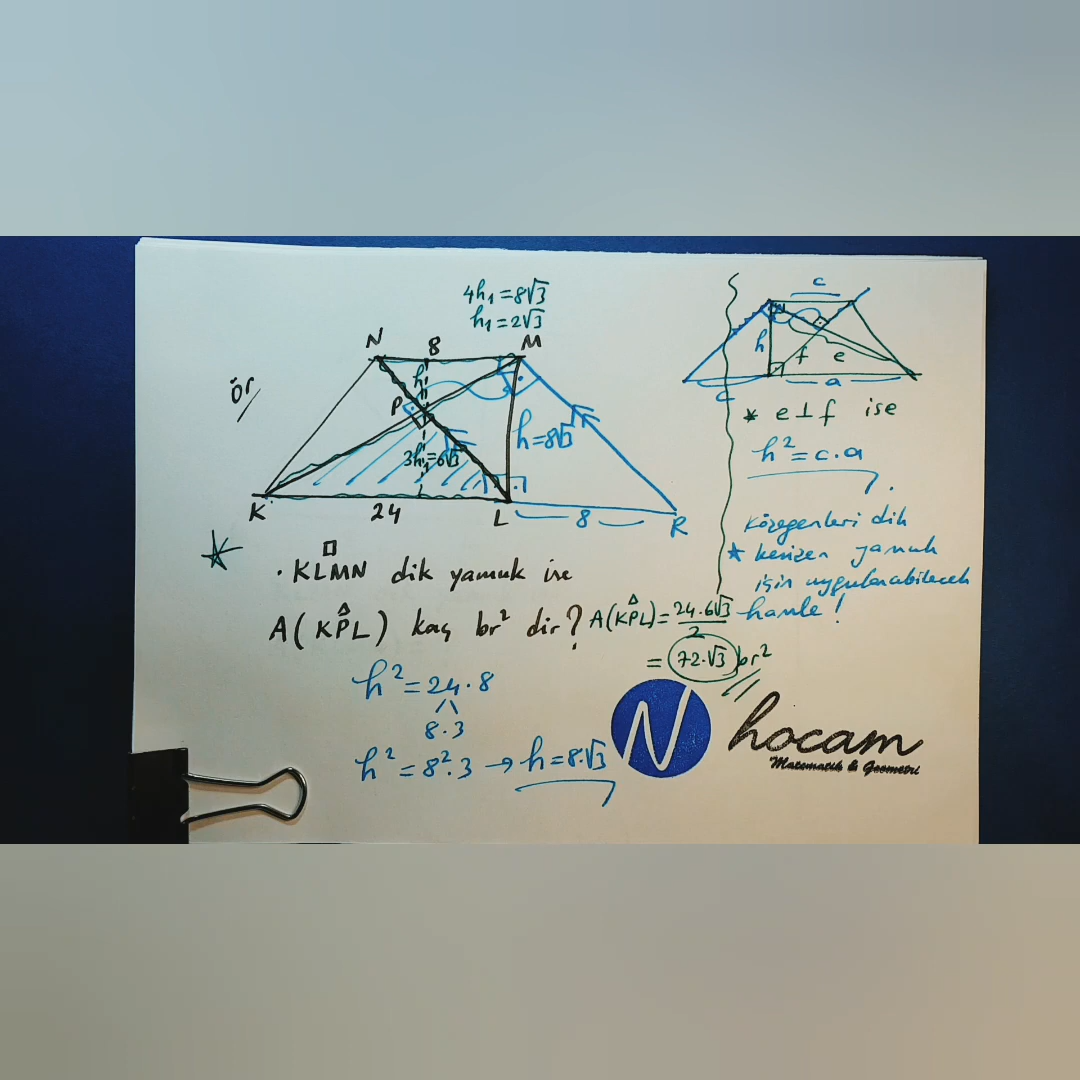 4h₁=8√3
h₁=2√3
ör
N 8 M
h₁
P
h=8√3
3h₁=6√3
K 24 L 8 R
KLMN dik yamuk ise
A(KPL) kaç br² dir?
A(KPL)=24.6√3/2
= 72.√3 br²
h²=24.8
8.3
h²=8².3 → h=8.√3
c
h
f e
c a
* e⊥f ise
h²=c.a
köşegenleri dik
* kesişen yamuk
için uygulanabilecek
hamle!
N hocam
Matematik & Geometri